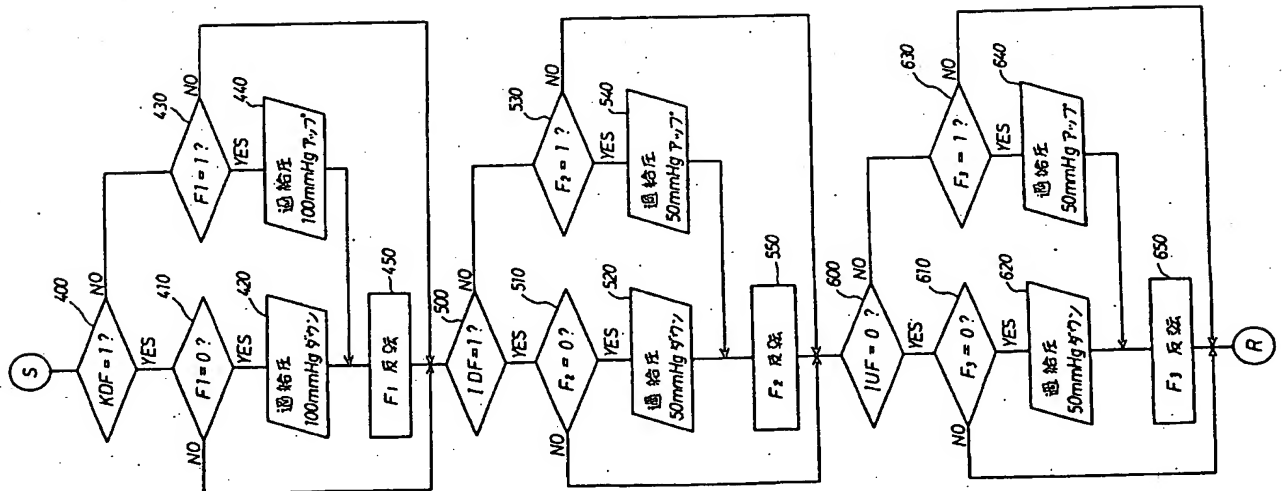 S
400
KDF=1?
NO
YES
410
F1=0?
NO
YES
420
過給圧
100mmHgダウン
430
F1=1?
NO
YES
440
過給圧
100mmHgアップ
450
F1 反転
500
IDF=1?
NO
YES
510
F2=0?
NO
YES
520
過給圧
50mmHgダウン
530
F2=1?
NO
YES
540
過給圧
50mmHgアップ
550
F2 反転
600
IUF=0?
NO
YES
610
F3=0?
NO
YES
620
過給圧
50mmHgダウン
630
F3=1?
NO
YES
640
過給圧
50mmHgアップ
650
F3 反転
R